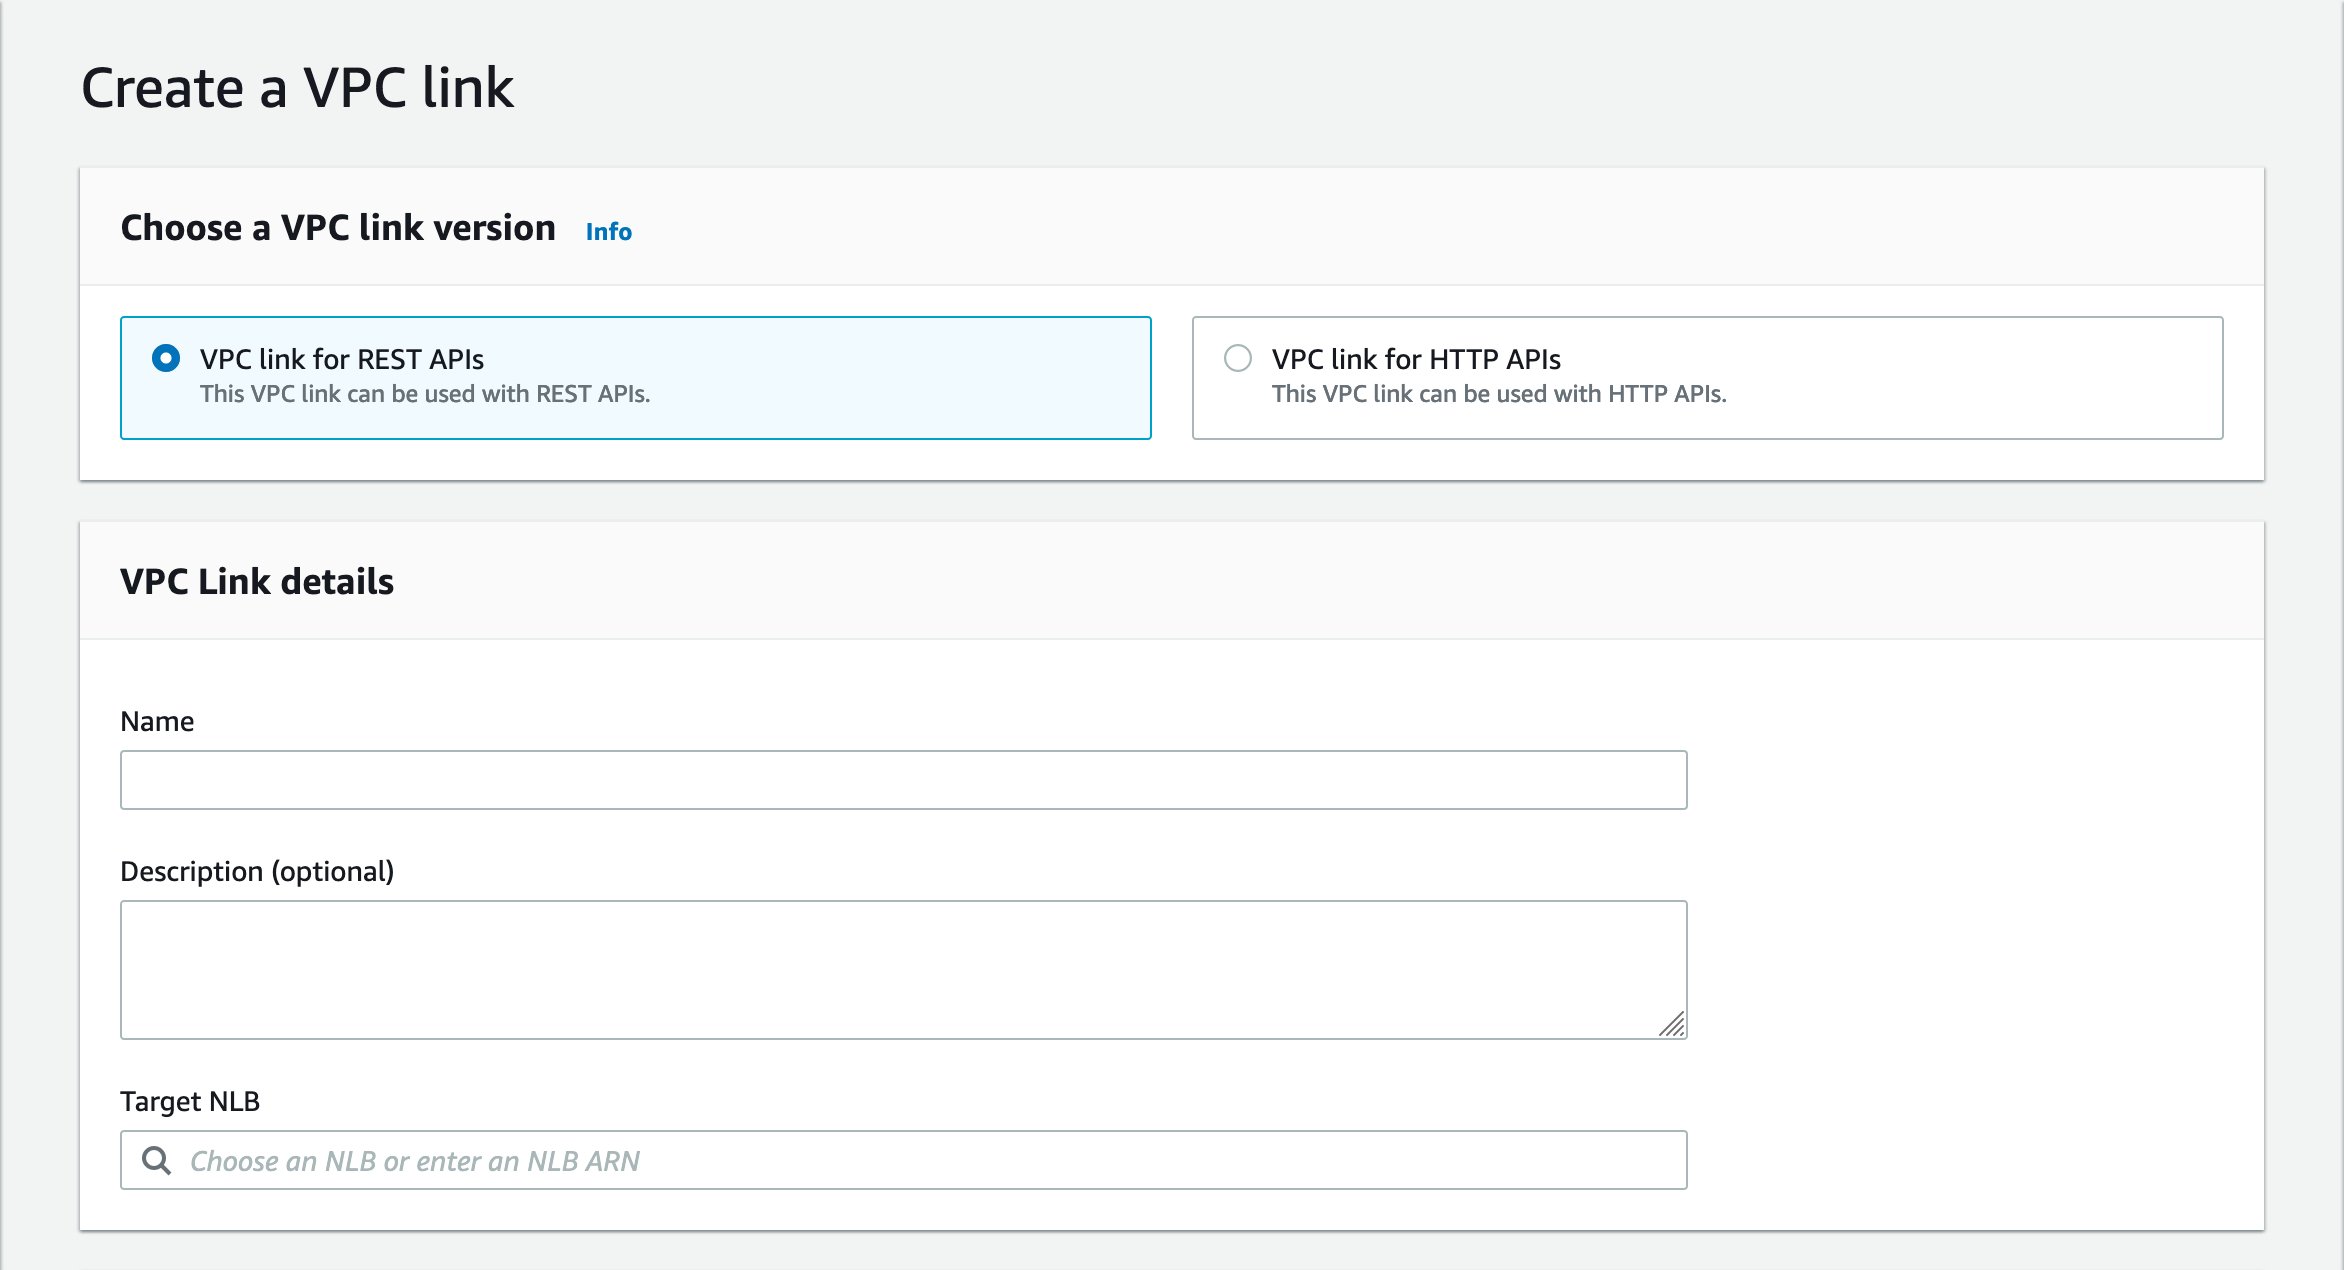 Create a VPC link
Choose a VPC link version Info
VPC link for REST APIs
This VPC link can be used with REST APIs.
VPC link for HTTP APIs
This VPC link can be used with HTTP APIs.
VPC Link details
Name
Description (optional)
Target NLB
Choose an NLB or enter an NLB ARN